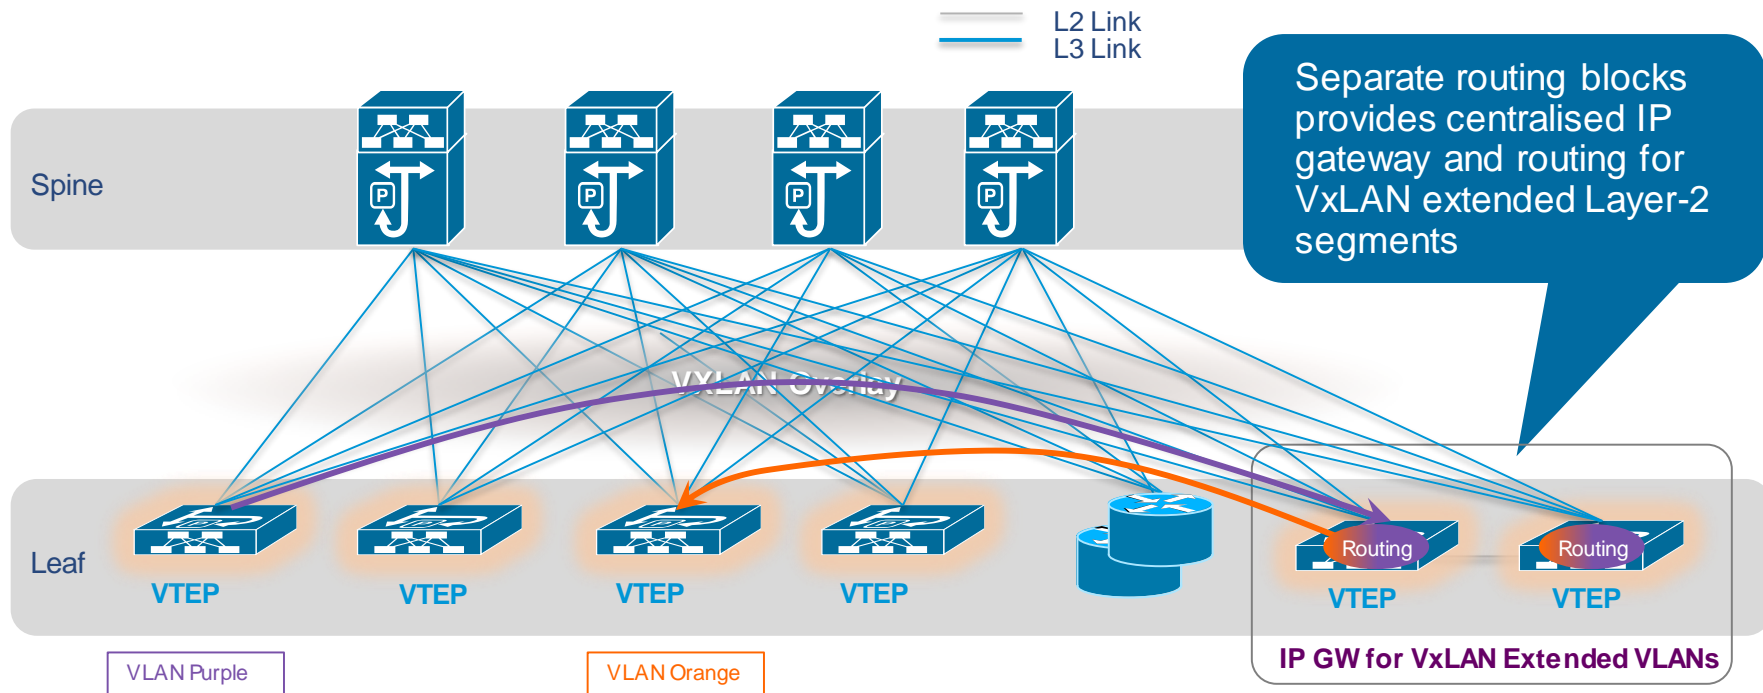 L2 Link
L3 Link
Separate routing blocks
provides centralised IP
gateway and routing for
VxLAN extended Layer-2
segments
P
P
P
P
Spine
VXLAN Overlay
Leaf
Routing
Routing
VTEP
VTEP
VTEP
VTEP
VTEP
VTEP
IP GW for VxLAN Extended VLANs
VLAN Purple
VLAN Orange